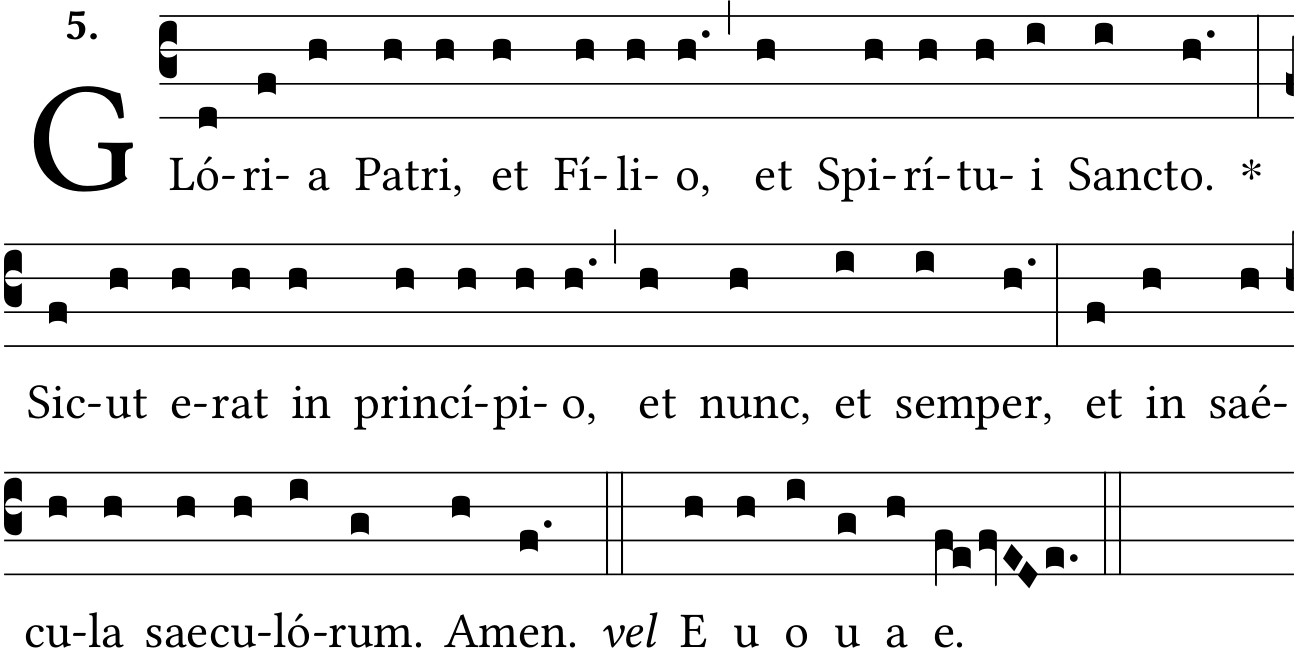 5.
GLó-ri- a Patri, et Fí-li- o, et Spi-rí-tu- i Sancto. *
Sic-ut e-rat in princí-pi- o, et nunc, et semper, et in saé-
cu-la saecu-ló-rum. Amen. vel E u o u a e.